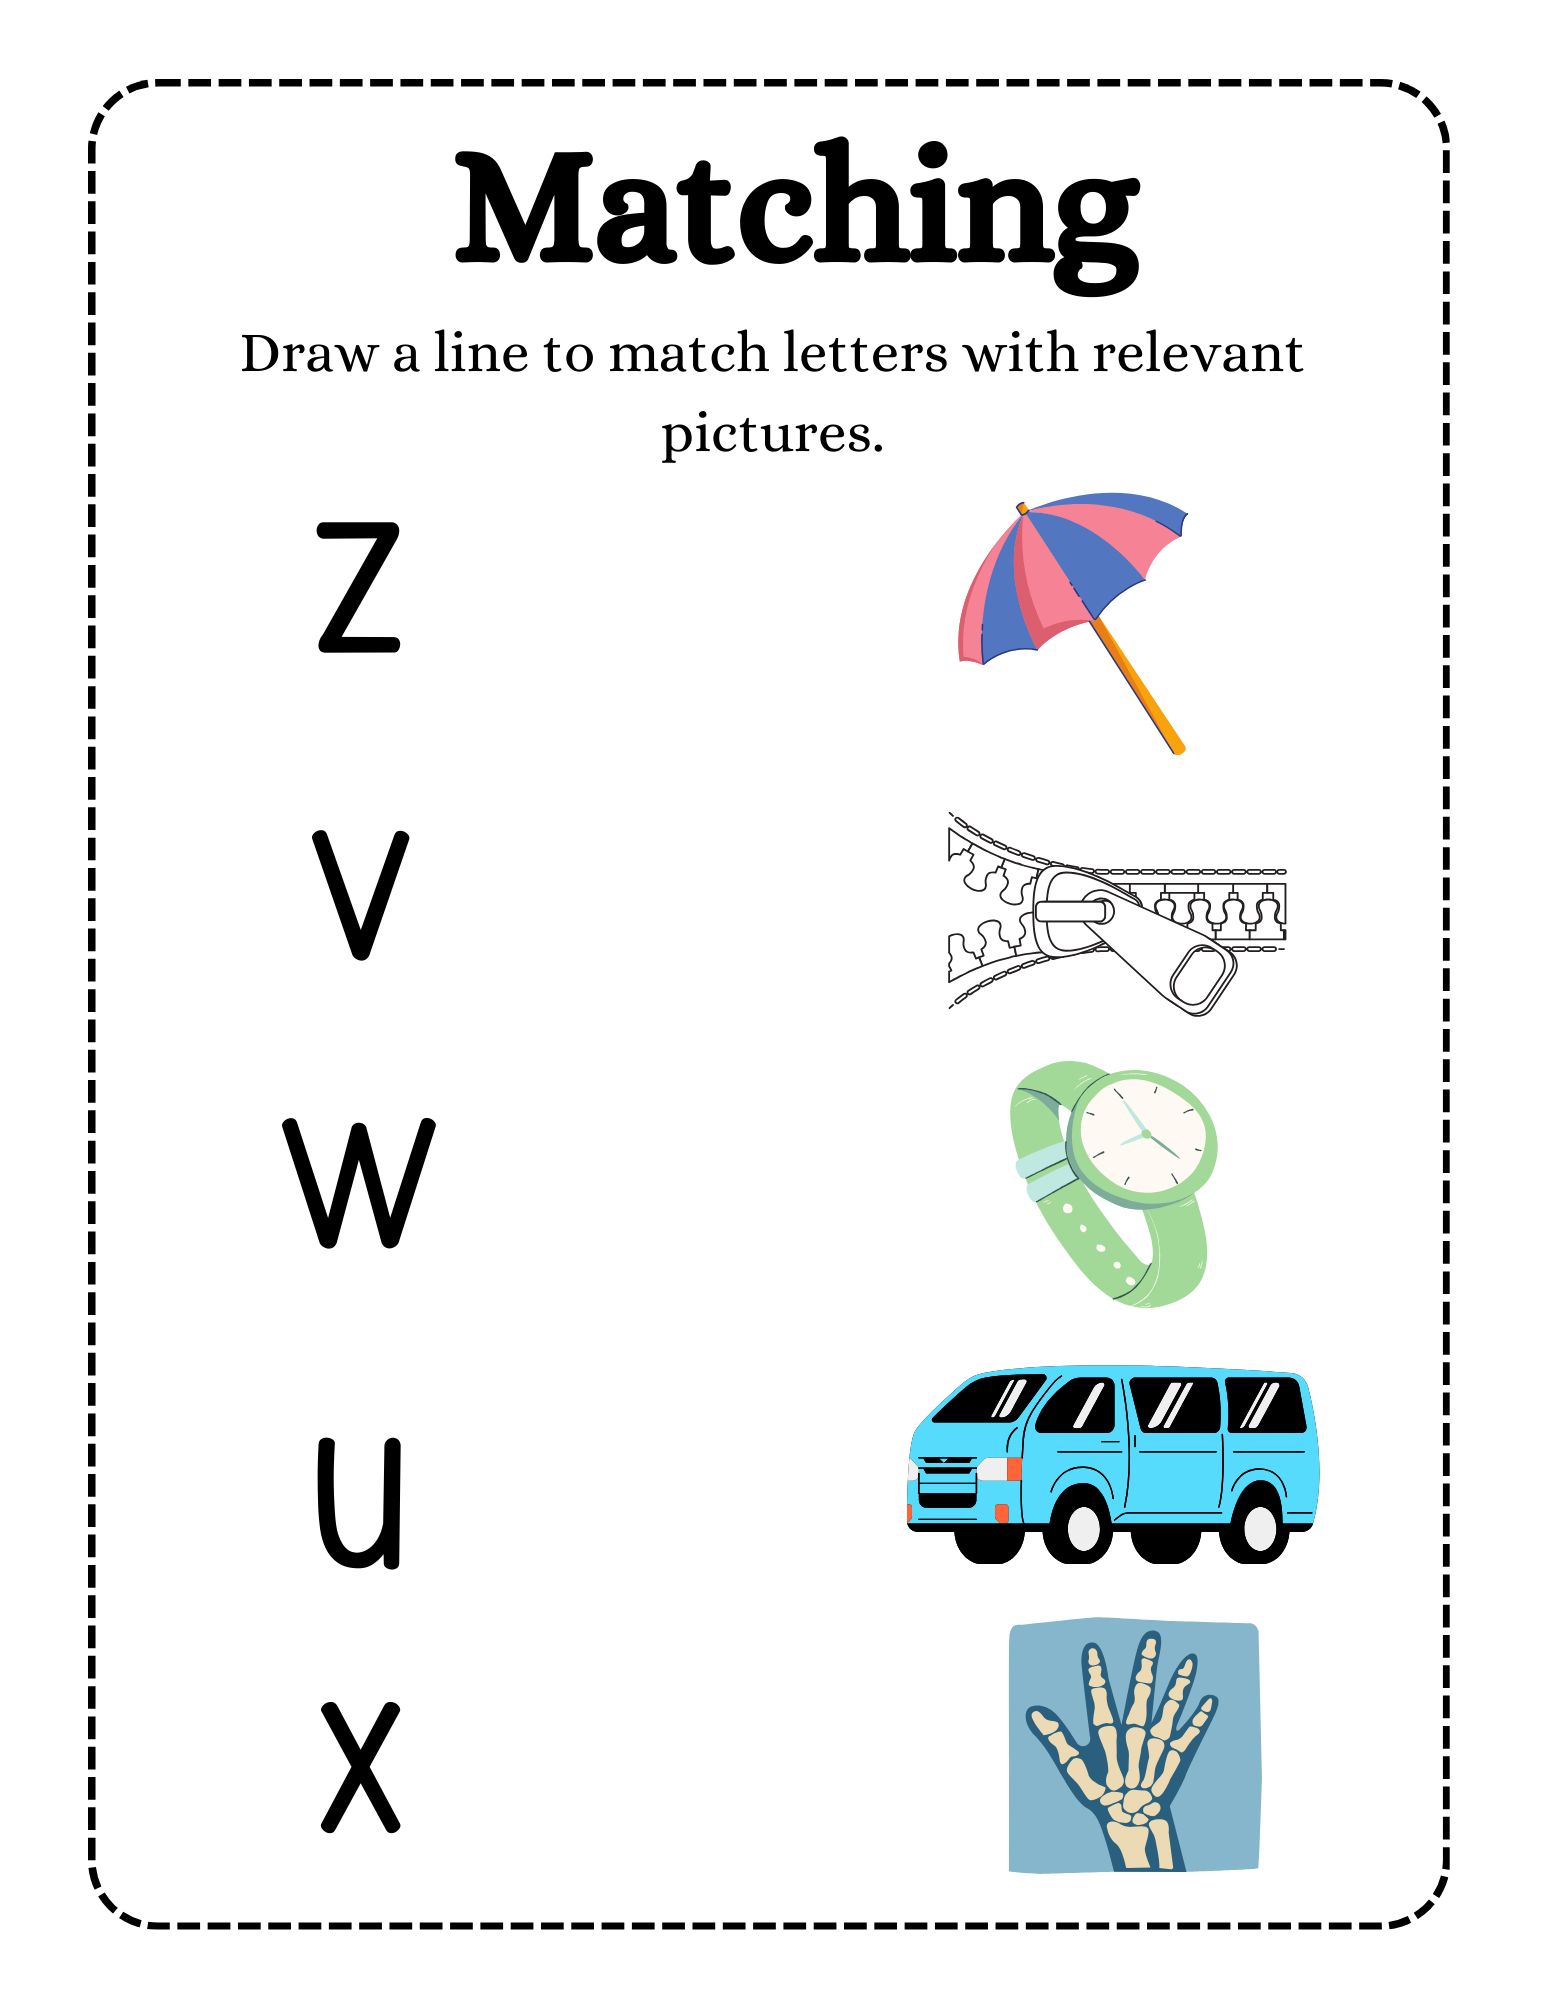 Matching
Draw a line to match letters with relevant
pictures.
Z
V
W
u
X